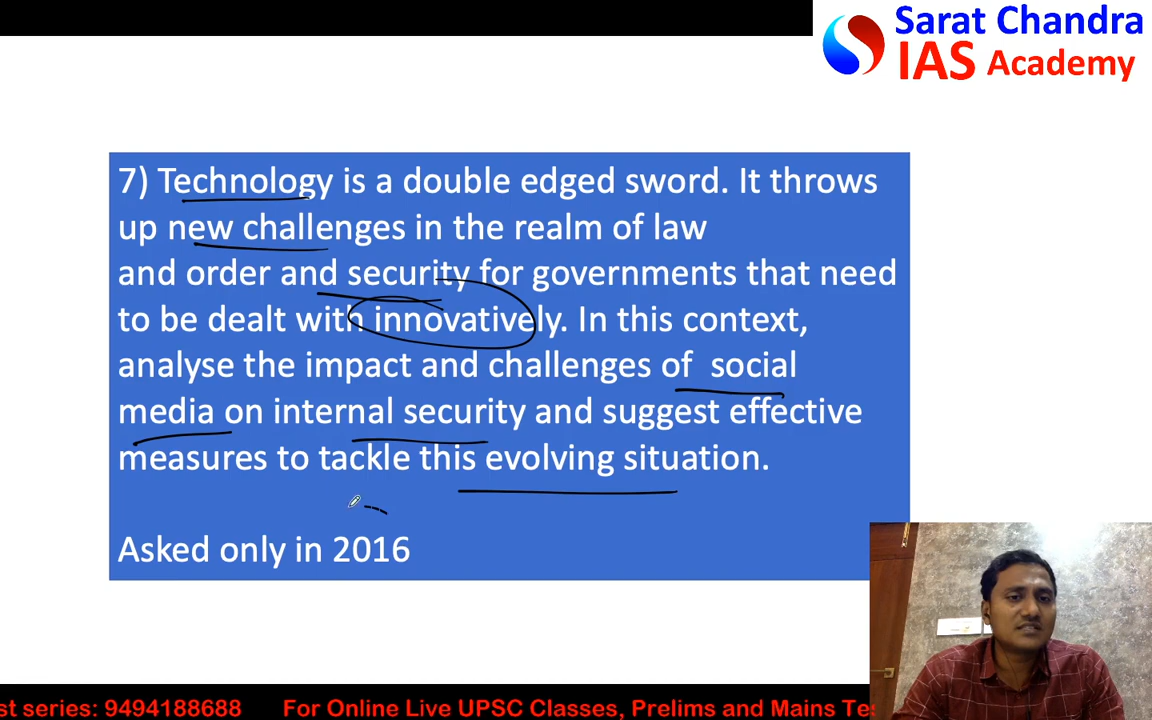 Sarat Chandra
IAS Academy
7) Technology is a double edged sword. It throws
up new challenges in the realm of law
and order and security for governments that need
to be dealt with innovatively. In this context,
analyse the impact and challenges of social
media on internal security and suggest effective
measures to tackle this evolving situation.
Asked only in 2016
st series: 9494188688 For Online Live UPSC Classes, Prelims and Mains Tes